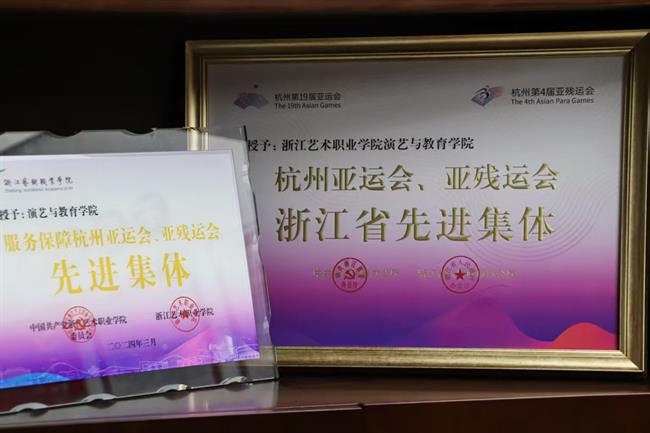 浙江艺术职业学院
授予：演艺与教育学院
服务保障杭州亚运会、亚残运会
先进集体
中国共产党
艺术职业学院
委员会
浙江艺术职业学院
二〇二四年三月
杭州第19届亚运会
The 19th Asian Games
杭州第4届亚残运会
The 4th Asian Para Games
授予：浙江艺术职业学院演艺与教育学院
杭州亚运会、亚残运会
浙江省先进集体